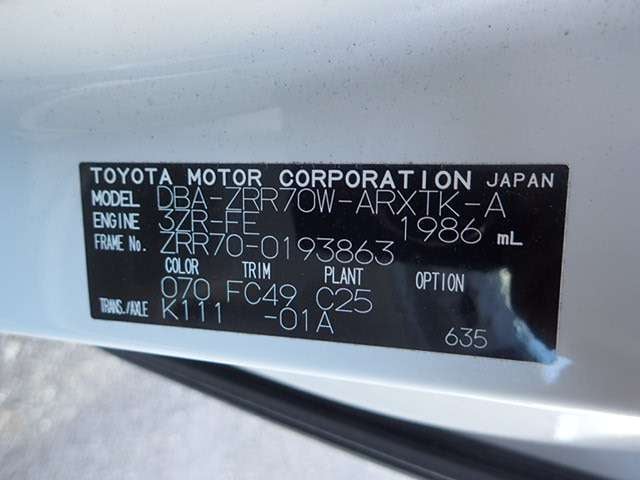 TOYOTA MOTOR CORPORATION JAPAN
MODEL DBA-ZRR70W-ARXTK-A
ENGINE 3ZR-FE 1986 mL
FRAME No. ZRR70-0193863
COLOR TRIM PLANT OPTION
070 FC49 C25
TRANS./AXLE K111 -01A 635